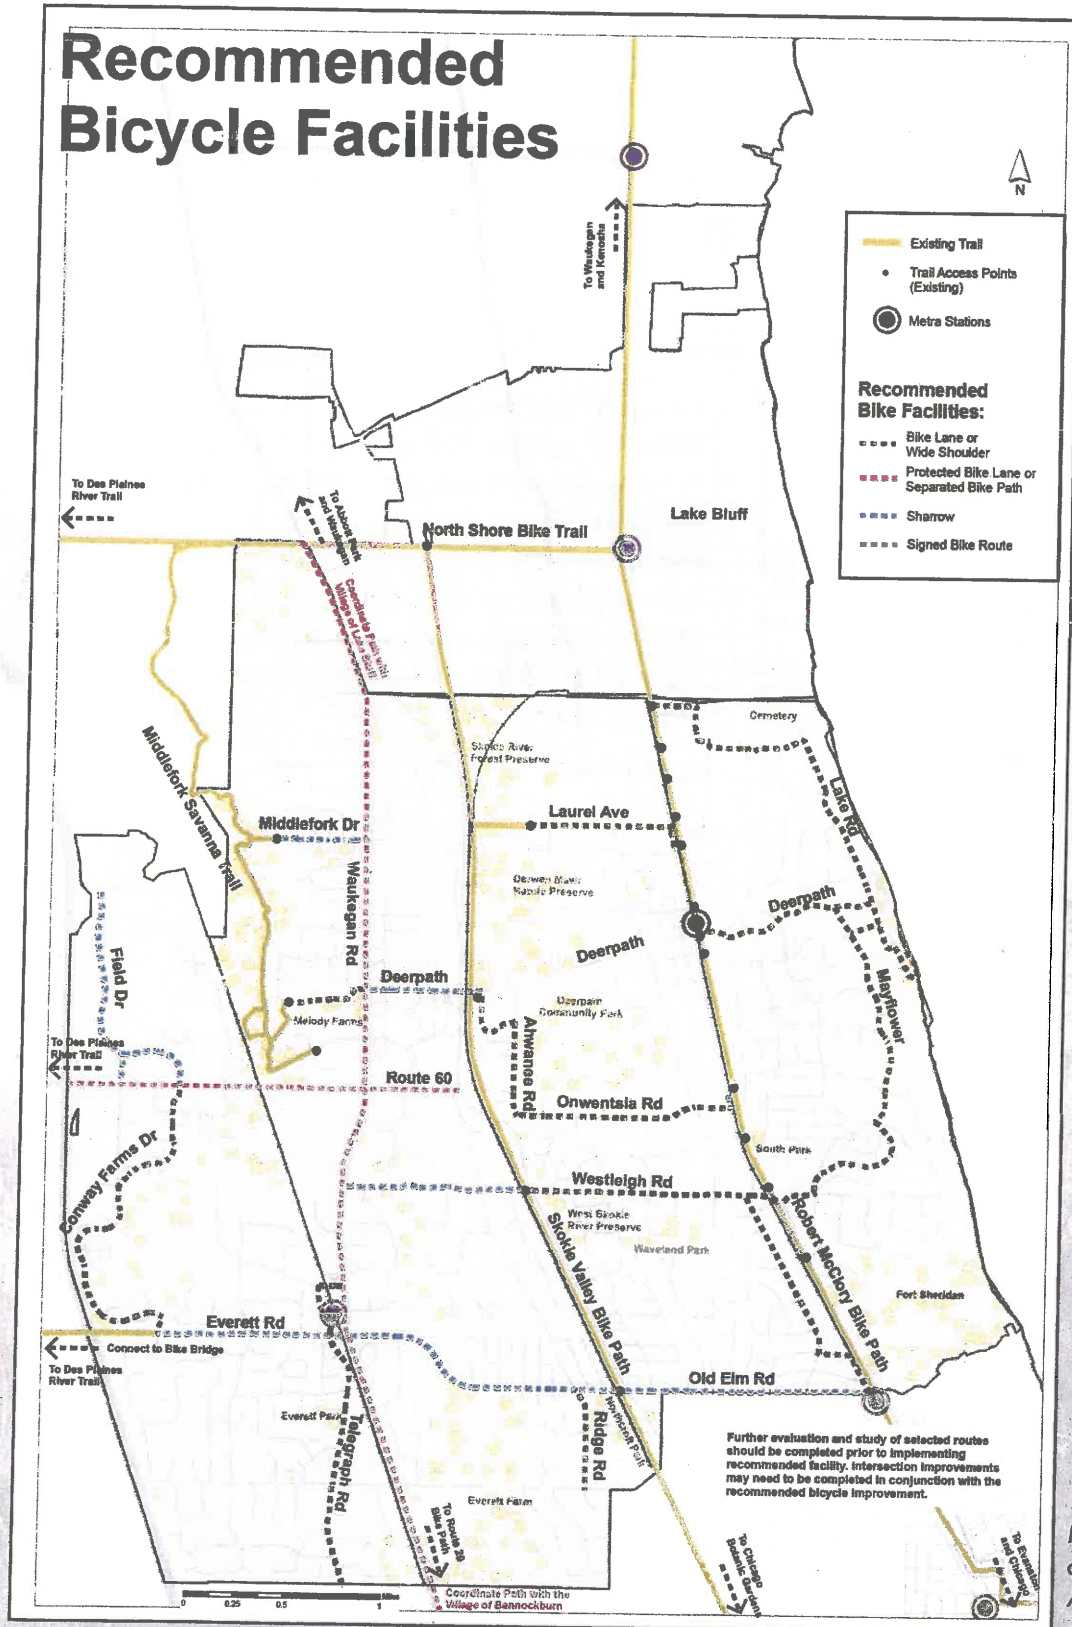 Recommended
Bicycle Facilities
N
To Waukegan
and Kenosha
Existing Trail
Trail Access Points
(Existing)
Metra Stations
Recommended
Bike Facilities:
Bike Lane or
Wide Shoulder
Protected Bike Lane or
Separated Bike Path
Sharrow
Signed Bike Route
To Des Plaines
River Trail
To Abbott Park
and Waukegan
North Shore Bike Trail
Lake Bluff
Coordinate Path with
Village of Lake Bluff
Cemetery
Skokie River
Forest Preserve
Middlefork Savanna Trail
Lake Rd
Laurel Ave
Middlefork Dr
Waukegan Rd
Nature Preserve
Deerpath
Deerpath
Mayflower
Field Dr
Deerpath
Melody Farms
Deerpath
Community Park
Ahwanee Rd
To Des Plaines
River Trail
Route 60
Onwentsia Rd
Conway Farms Dr
South Park
Westleigh Rd
West Skokie
River Preserve
Waveland Park
Skokie Valley Bike Path
Robert McClory Bike Path
Fort Sheridan
Everett Rd
Connect to Bike Bridge
To Des Plaines
River Trail
Old Elm Rd
Everett Park
Telegraph Rd
Ridge Rd
Northcroft Park
Further evaluation and study of selected routes
should be completed prior to implementing
recommended facility. Intersection improvements
may need to be completed in conjunction with the
recommended bicycle improvement.
Everett Farm
To Route 29
Bike Path
To Chicago
Botanic Gardens
To Evanston
and Chicago
0 0.25 0.5 1
Coordinate Path with the
Village of Bannockburn